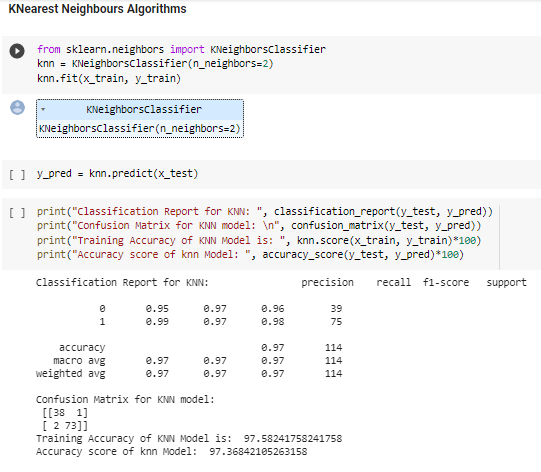 KNearest Neighbours Algorithms
from sklearn.neighbors import KNeighborsClassifier
knn = KNeighborsClassifier(n_neighbors=2)
knn.fit(x_train, y_train)
KNeighborsClassifier
KNeighborsClassifier(n_neighbors=2)
[ ] y_pred = knn.predict(x_test)
[ ] print("Classification Report for KNN: ", classification_report(y_test, y_pred))
print("Confusion Matrix for KNN model: \n", confusion_matrix(y_test, y_pred))
print("Training Accuracy of KNN Model is: ", knn.score(x_train, y_train)*100)
print("Accuracy score of knn Model: ", accuracy_score(y_test, y_pred)*100)
Classification Report for KNN:               precision    recall  f1-score   support
0       0.95      0.97      0.96        39
1       0.99      0.97      0.98        75
accuracy                           0.97       114
macro avg       0.97      0.97      0.97       114
weighted avg       0.97      0.97      0.97       114
Confusion Matrix for KNN model:
[[38  1]
[ 2 73]]
Training Accuracy of KNN Model is:  97.58241758241758
Accuracy score of knn Model:  97.36842105263158